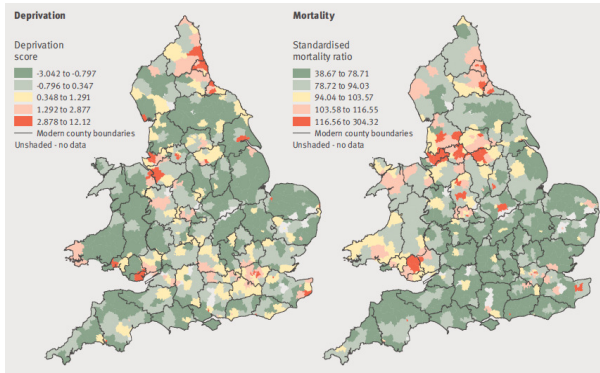 Deprivation
Deprivation
score
-3.042 to -0.797
-0.796 to 0.347
0.348 to 1.291
1.292 to 2.877
2.878 to 12.12
Modern county boundaries
Unshaded - no data
Mortality
Standardised
mortality ratio
38.67 to 78.71
78.72 to 94.03
94.04 to 103.57
103.58 to 116.55
116.56 to 304.32
Modern county boundaries
Unshaded - no data